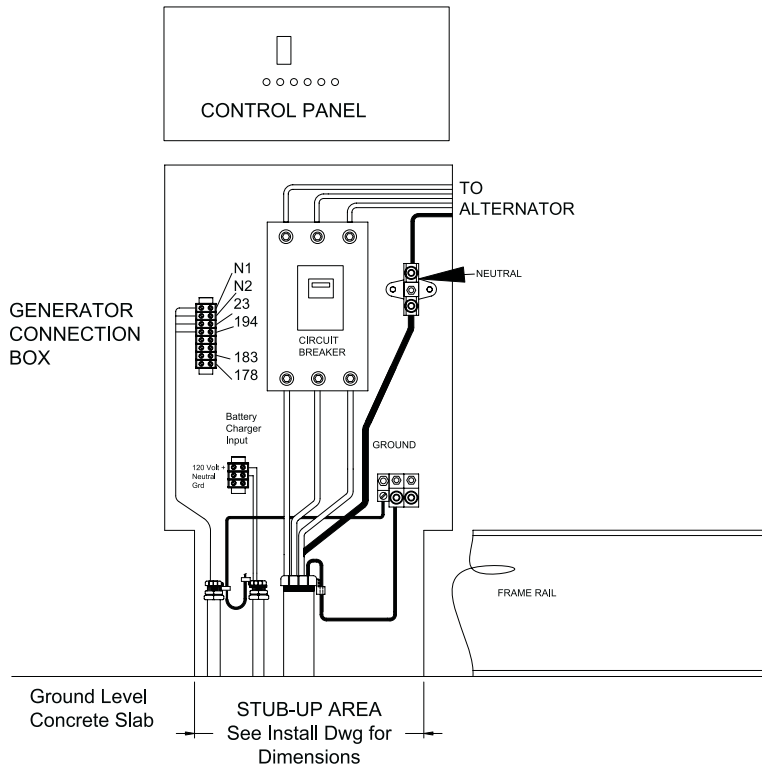 CONTROL PANEL
TO
ALTERNATOR
NEUTRAL
N1
N2
23
194
183
178
GENERATOR
CONNECTION
BOX
CIRCUIT
BREAKER
Battery
Charger
Input
GROUND
120 Volt +
Neutral
Grd
FRAME RAIL
Ground Level
Concrete Slab
STUB-UP AREA
See Install Dwg for
Dimensions